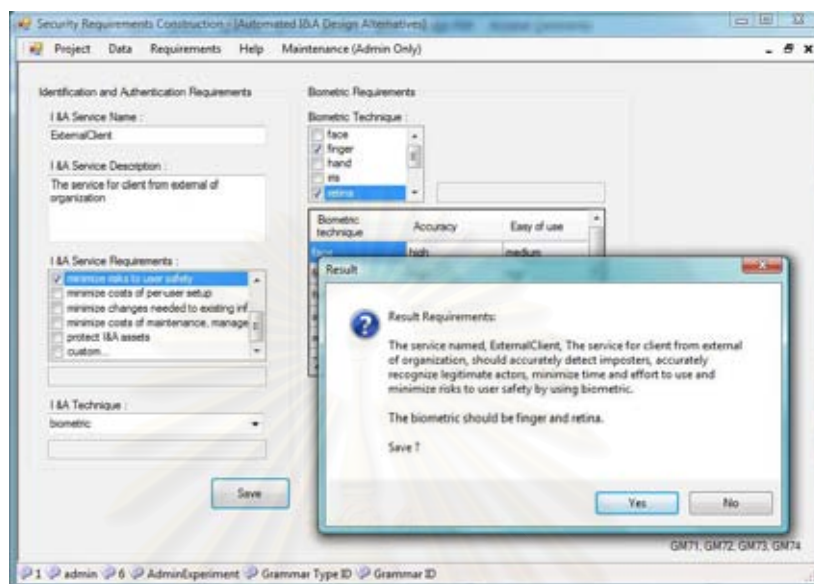 Security Requirements Construction - [Automated I&A Design Alternatives]
Project Data Requirements Help Maintenance (Admin Only)
Identification and Authentication Requirements
I &A Service Name :
ExternalClient
I &A Service Description :
The service for client from external of
organization
I &A Service Requirements :
minimize risks to user safety
minimize costs of per-user setup
minimize changes needed to existing inf
minimize costs of maintenance, manage
protect I&A assets
custom...
I &A Technique :
biometric
Save
Biometric Requirements
Biometric Technique :
face
finger
hand
iris
retina
Biometric technique Accuracy Easy of use
face high medium
Result
Result Requirements:
The service named, ExternalClient, The service for client from external
of organization, should accurately detect imposters, accurately
recognize legitimate actors, minimize time and effort to use and
minimize risks to user safety by using biometric.
The biometric should be finger and retina.
Save ?
Yes No
GM71, GM72, GM73, GM74
1 admin 6 AdminExperiment Grammar Type ID Grammar ID